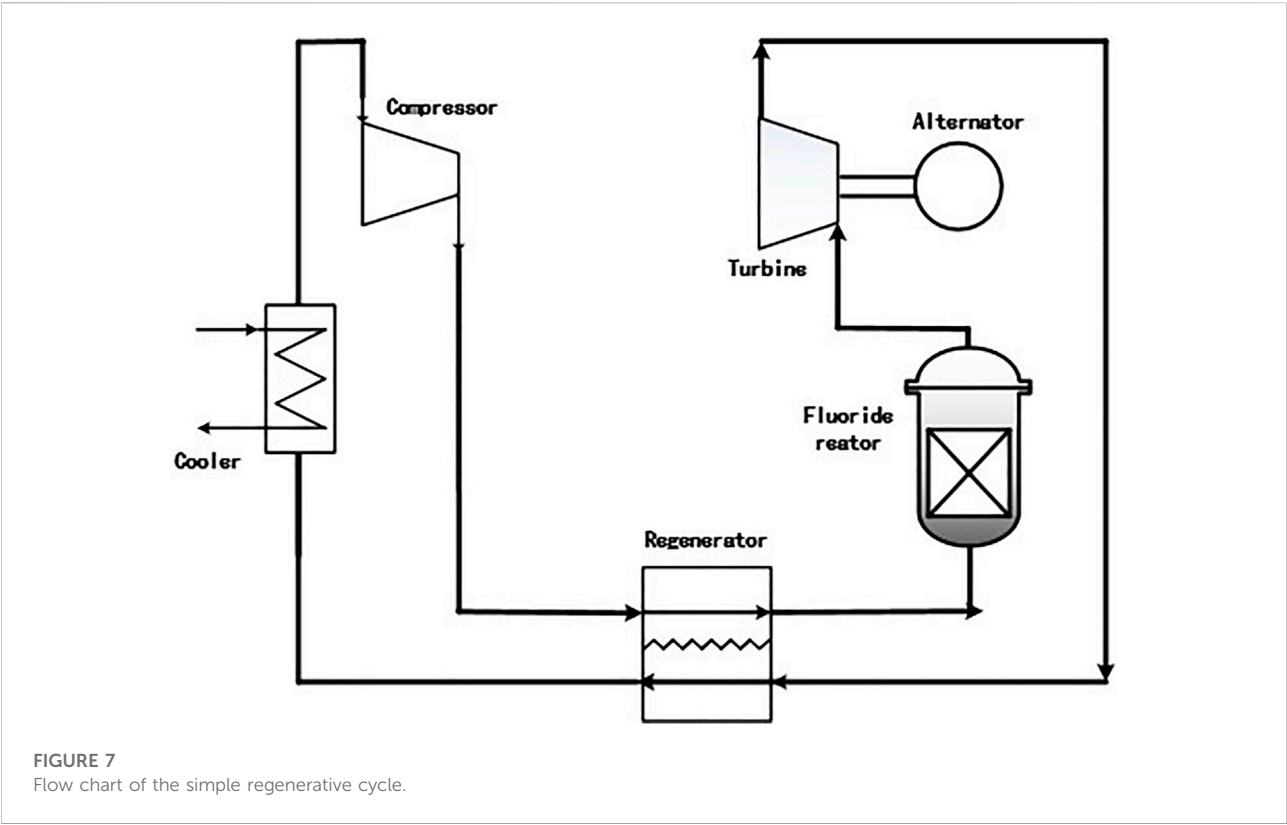 Compressor
Alternator
Turbine
Fluoride
reator
Cooler
Regenerator
FIGURE 7
Flow chart of the simple regenerative cycle.